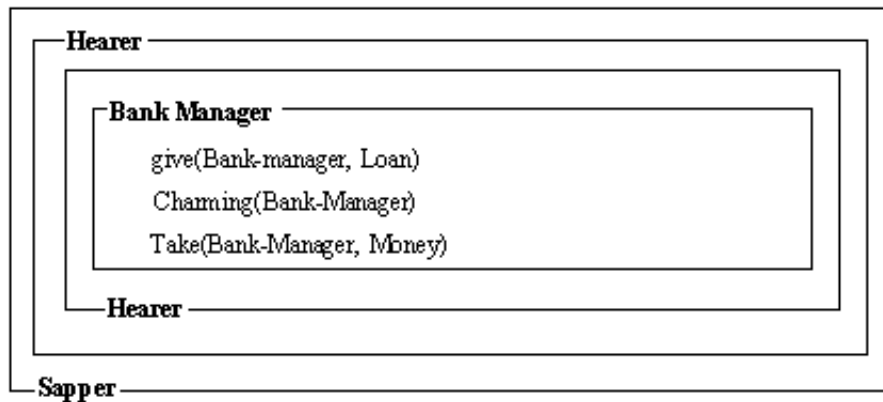 Hearer
Bank Manager
give(Bank-manager, Loan)
Charming(Bank-Manager)
Take(Bank-Manager, Money)
Hearer
Sapper